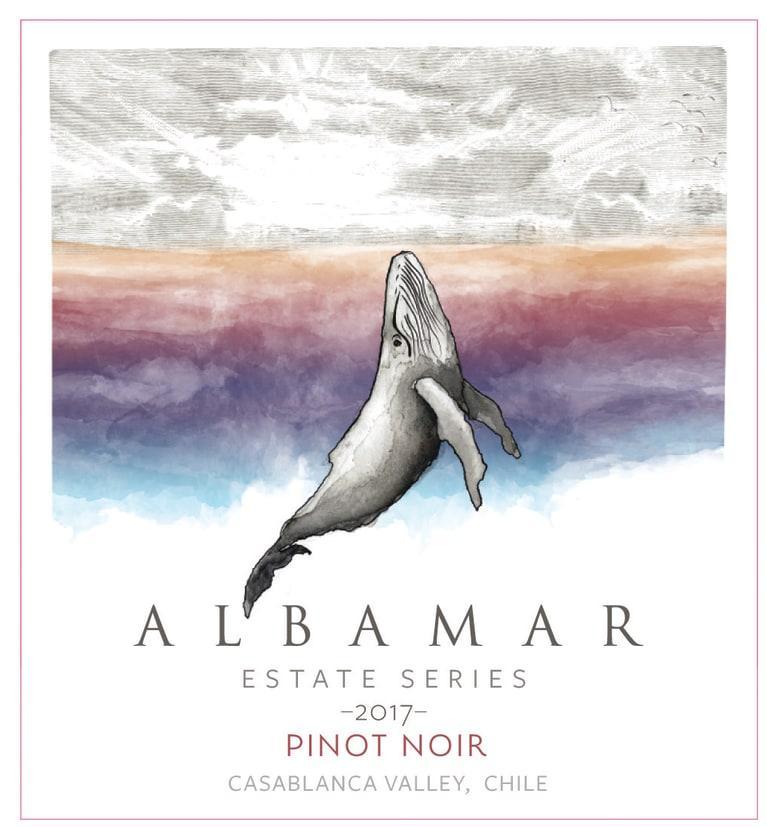 ALBAMAR
ESTATE SERIES
–2017–
PINOT NOIR
CASABLANCA VALLEY, CHILE